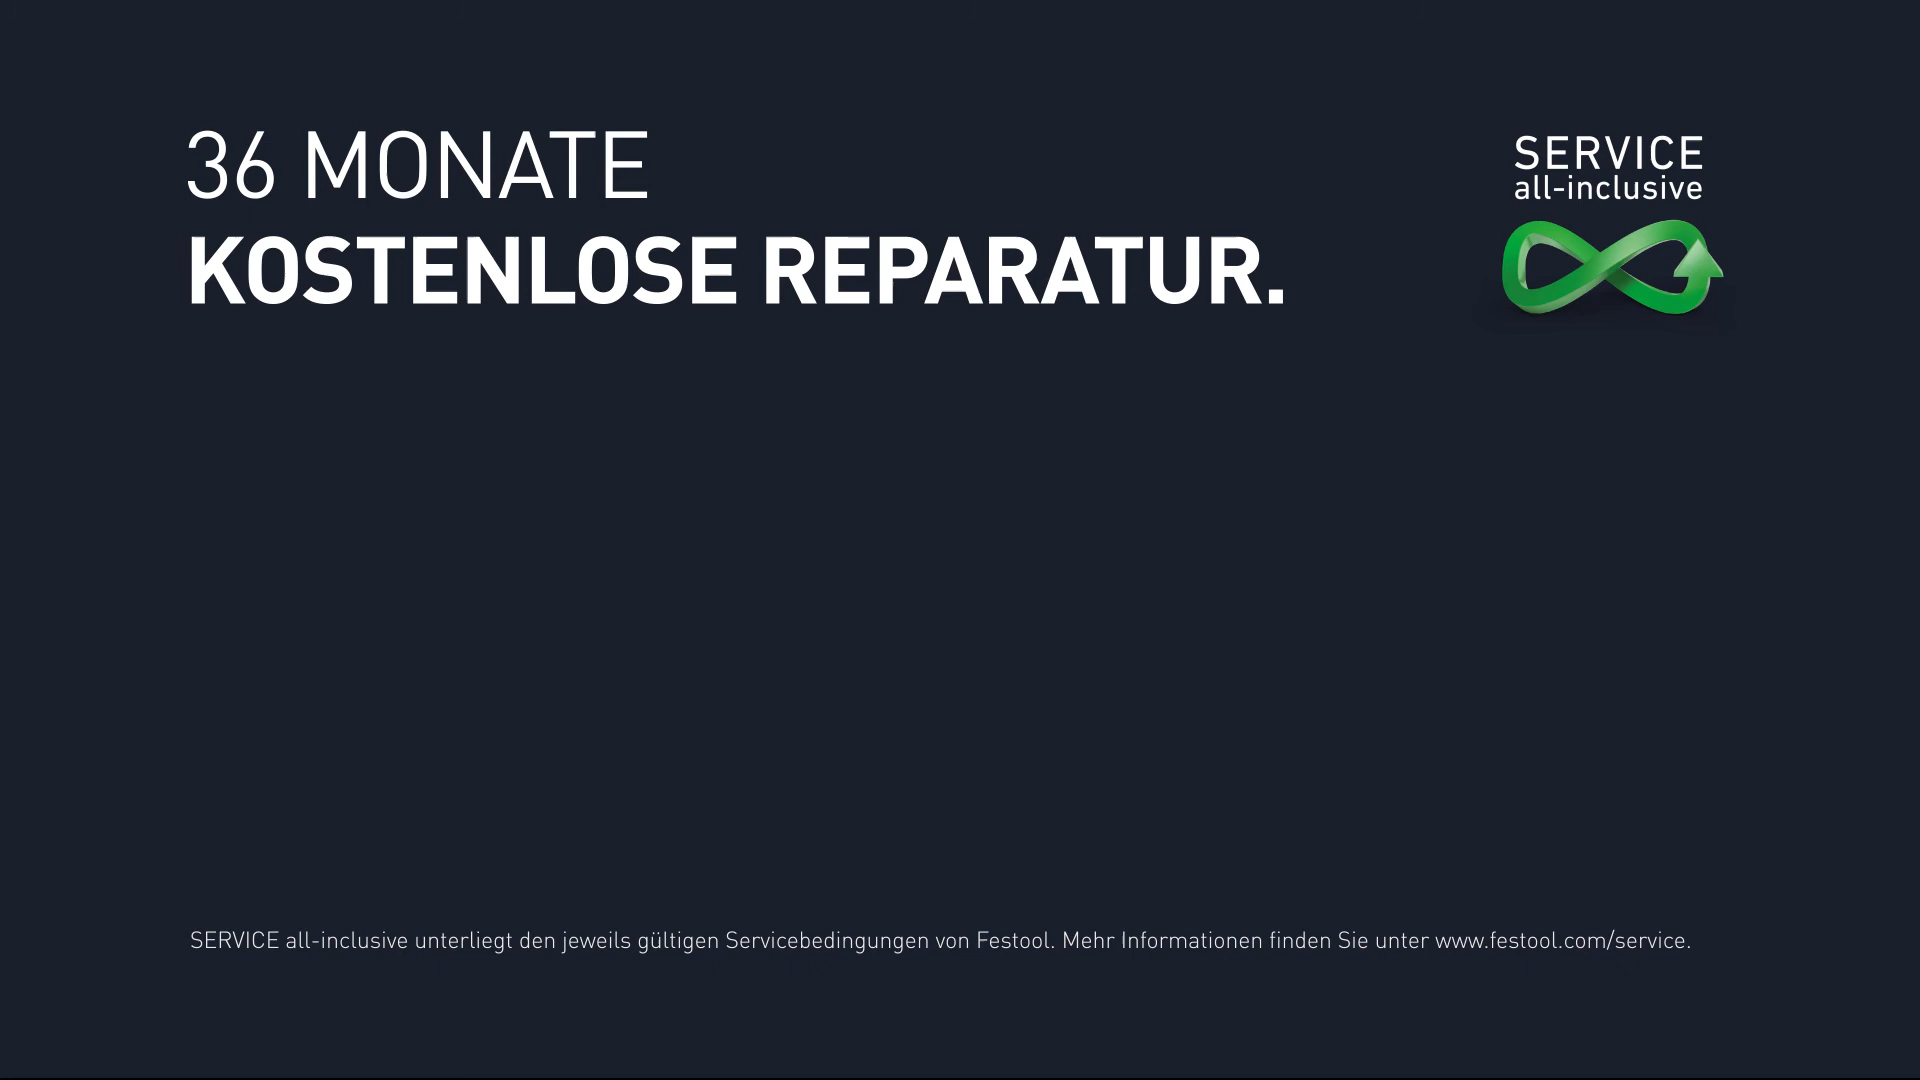 36 MONATE
KOSTENLOSE REPARATUR.
SERVICE
all-inclusive
SERVICE all-inclusive unterliegt den jeweils gültigen Servicebedingungen von Festool. Mehr Informationen finden Sie unter www.festool.com/service.